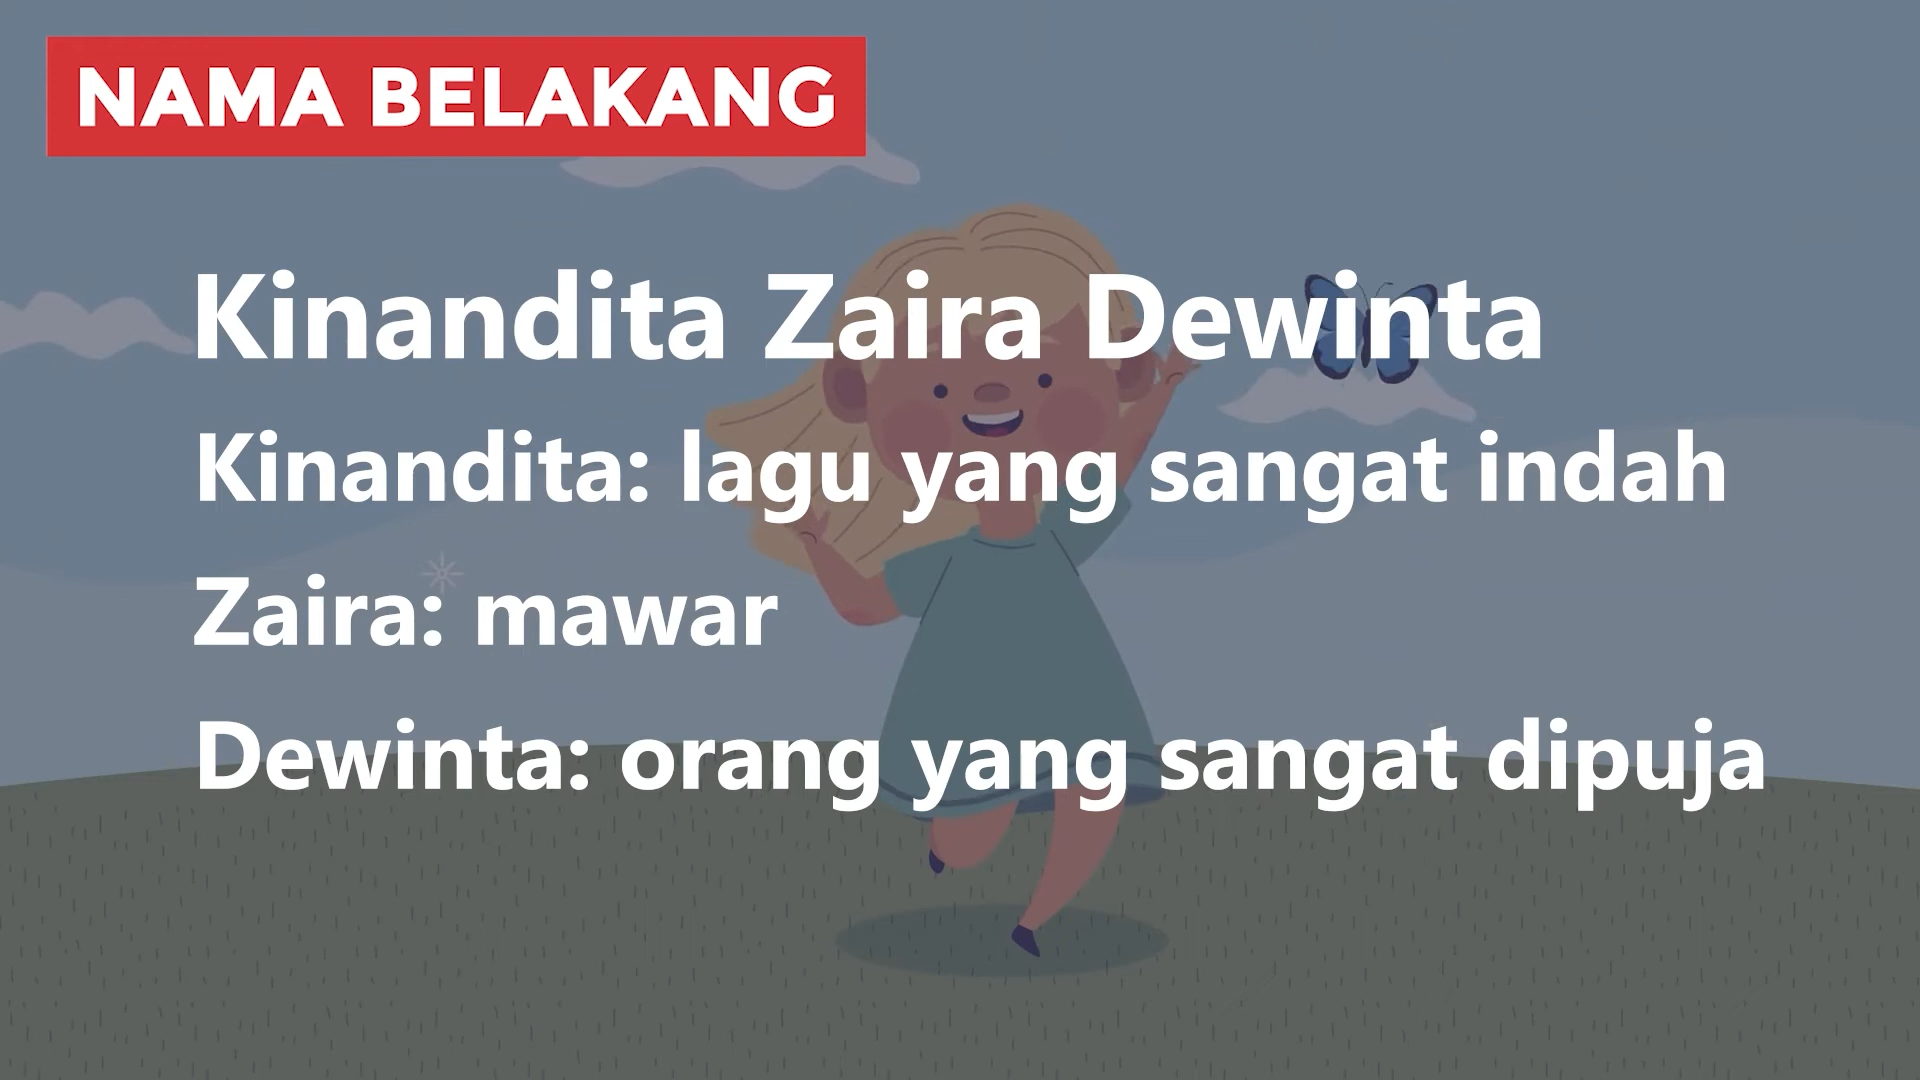 NAMA BELAKANG
Kinandita Zaira Dewinta
Kinandita: lagu yang sangat indah
Zaira: mawar
Dewinta: orang yang sangat dipuja